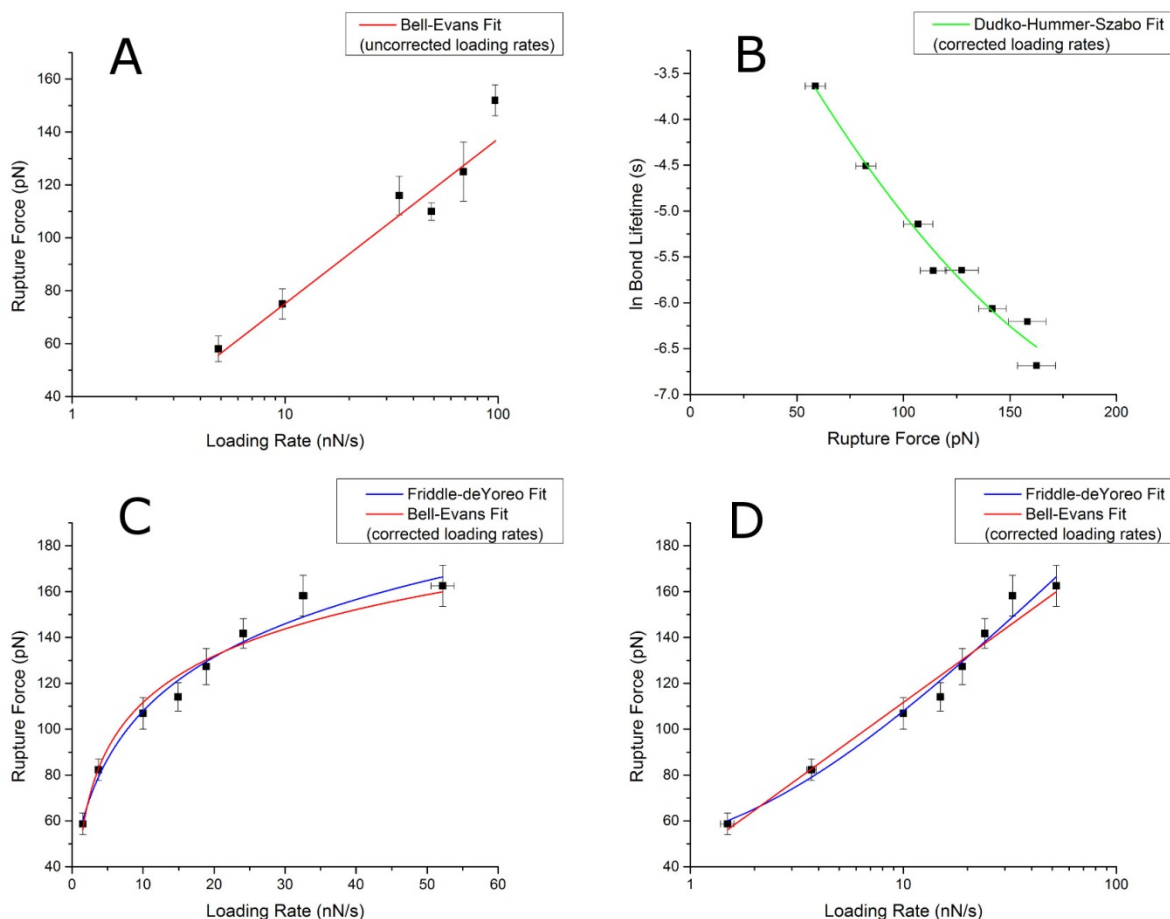 A
Bell-Evans Fit
(uncorrected loading rates)
Rupture Force (pN)
160
140
120
100
80
60
40
1
10
100
Loading Rate (nN/s)
B
Dudko-Hummer-Szabo Fit
(corrected loading rates)
ln Bond Lifetime (s)
-3.5
-4.0
-4.5
-5.0
-5.5
-6.0
-6.5
-7.0
0
50
100
150
200
Rupture Force (pN)
C
Friddle-deYoreo Fit
Bell-Evans Fit
(corrected loading rates)
Rupture Force (pN)
180
160
140
120
100
80
60
40
0
10
20
30
40
50
60
Loading Rate (nN/s)
D
Friddle-deYoreo Fit
Bell-Evans Fit
(corrected loading rates)
Rupture Force (pN)
180
160
140
120
100
80
60
40
1
10
100
Loading Rate (nN/s)